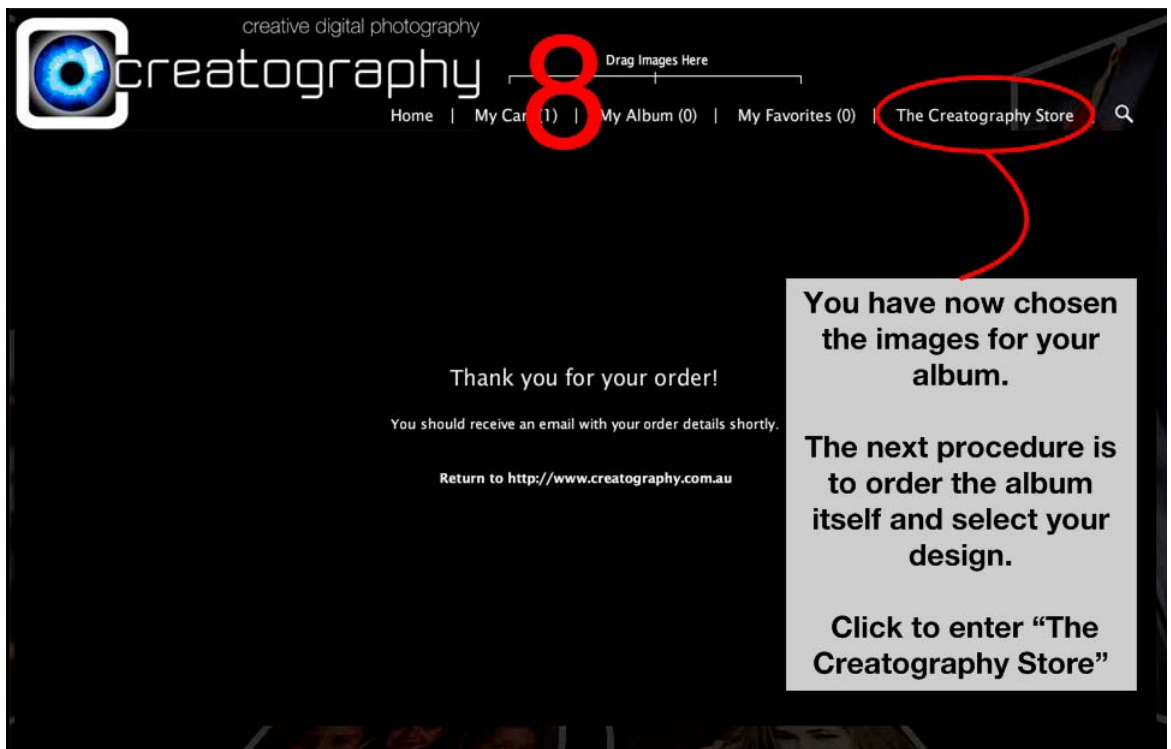 creative digital photography
creatography
8
Drag Images Here
Home | My Cart (1) | My Album (0) | My Favorites (0) | The Creatography Store |
You have now chosen
the images for your
album.
The next procedure is
to order the album
itself and select your
design.
Click to enter “The
Creatography Store”
Thank you for your order!
You should receive an email with your order details shortly.
Return to http://www.creatography.com.au